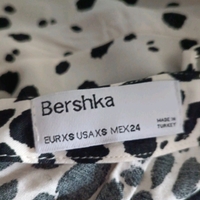 Bershka
MADE IN
TURKEY
EUR XS USA XS MEX 24